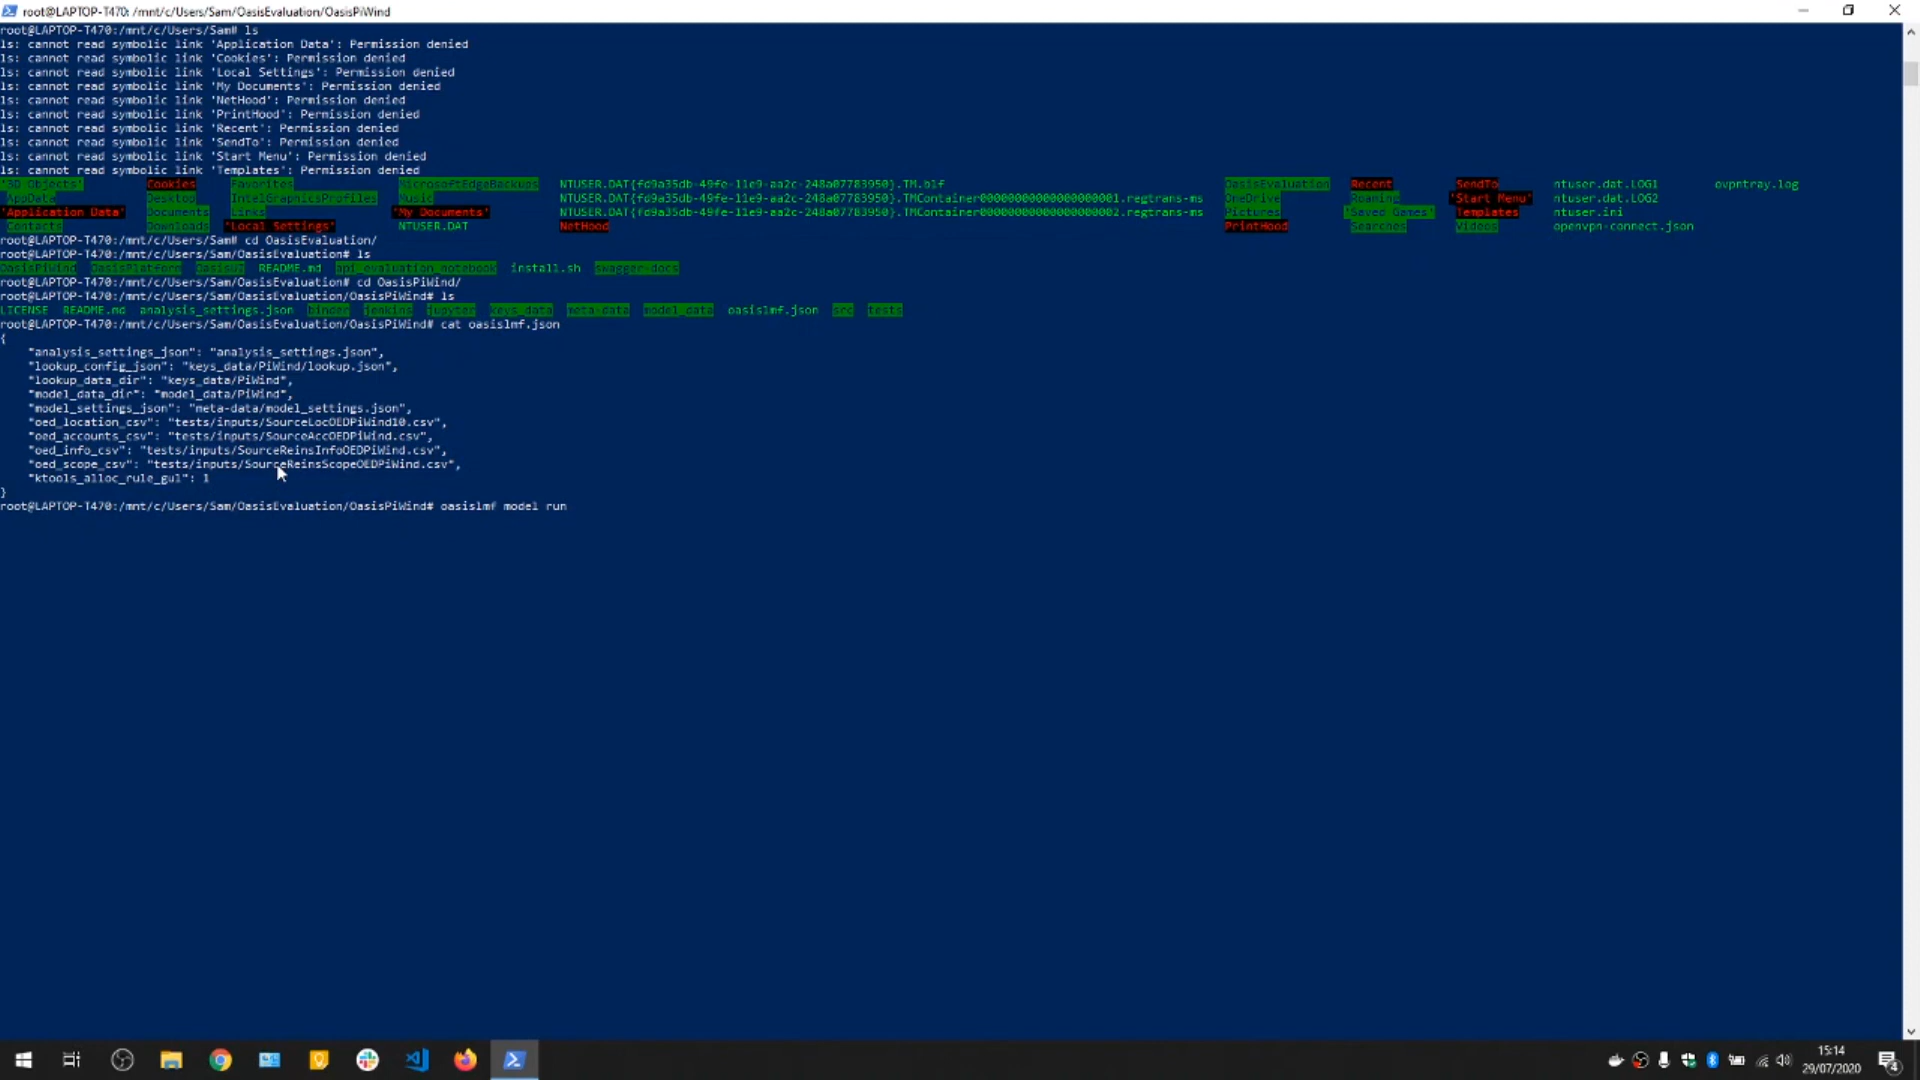 root@LAPTOP-T470: /mnt/c/Users/Sam/OasisEvaluation/OasisPiWind
root@LAPTOP-T470:/mnt/c/Users/Sam# ls
ls: cannot read symbolic link 'Application Data': Permission denied
ls: cannot read symbolic link 'Cookies': Permission denied
ls: cannot read symbolic link 'Local Settings': Permission denied
ls: cannot read symbolic link 'My Documents': Permission denied
ls: cannot read symbolic link 'NetHood': Permission denied
ls: cannot read symbolic link 'PrintHood': Permission denied
ls: cannot read symbolic link 'Recent': Permission denied
ls: cannot read symbolic link 'SendTo': Permission denied
ls: cannot read symbolic link 'Start Menu': Permission denied
ls: cannot read symbolic link 'Templates': Permission denied
'3D Objects' Cookies Favorites MicrosoftEdgeBackups NTUSER.DAT{fd9a35db-49fe-11e9-aa2c-248a07783950}.TM.blf OasisEvaluation Recent SendTo ntuser.dat.LOG1 ovpntray.log
AppData Desktop IntelGraphicsProfiles Music NTUSER.DAT{fd9a35db-49fe-11e9-aa2c-248a07783950}.TMContainer00000000000000000001.regtrans-ms OneDrive Roaming 'Start Menu' ntuser.dat.LOG2
'Application Data' Documents Links 'My Documents' NTUSER.DAT{fd9a35db-49fe-11e9-aa2c-248a07783950}.TMContainer00000000000000000002.regtrans-ms Pictures 'Saved Games' Templates ntuser.ini
Contacts Downloads 'Local Settings' NTUSER.DAT NetHood PrintHood Searches Videos openvpn-connect.json
root@LAPTOP-T470:/mnt/c/Users/Sam# cd OasisEvaluation/
root@LAPTOP-T470:/mnt/c/Users/Sam/OasisEvaluation# ls
OasisPiWind OasisPlatform OasisUI README.md api_evaluation_notebook install.sh swagger-docs
root@LAPTOP-T470:/mnt/c/Users/Sam/OasisEvaluation# cd OasisPiWind/
root@LAPTOP-T470:/mnt/c/Users/Sam/OasisEvaluation/OasisPiWind# ls
LICENSE README.md analysis_settings.json binder jenkins jupyter keys_data meta-data model_data oasislmf.json src tests
root@LAPTOP-T470:/mnt/c/Users/Sam/OasisEvaluation/OasisPiWind# cat oasislmf.json
{
"analysis_settings_json": "analysis_settings.json",
"lookup_config_json": "keys_data/PiWind/lookup.json",
"lookup_data_dir": "keys_data/PiWind",
"model_data_dir": "model_data/PiWind",
"model_settings_json": "meta-data/model_settings.json",
"oed_location_csv": "tests/inputs/SourceLocOEDPiWind10.csv",
"oed_accounts_csv": "tests/inputs/SourceAccOEDPiWind.csv",
"oed_info_csv": "tests/inputs/SourceReinsInfoOEDPiWind.csv",
"oed_scope_csv": "tests/inputs/SourceReinsScopeOEDPiWind.csv",
"ktools_alloc_rule_gul": 1
}
root@LAPTOP-T470:/mnt/c/Users/Sam/OasisEvaluation/OasisPiWind# oasislmf model run
15:14
29/07/2020
4